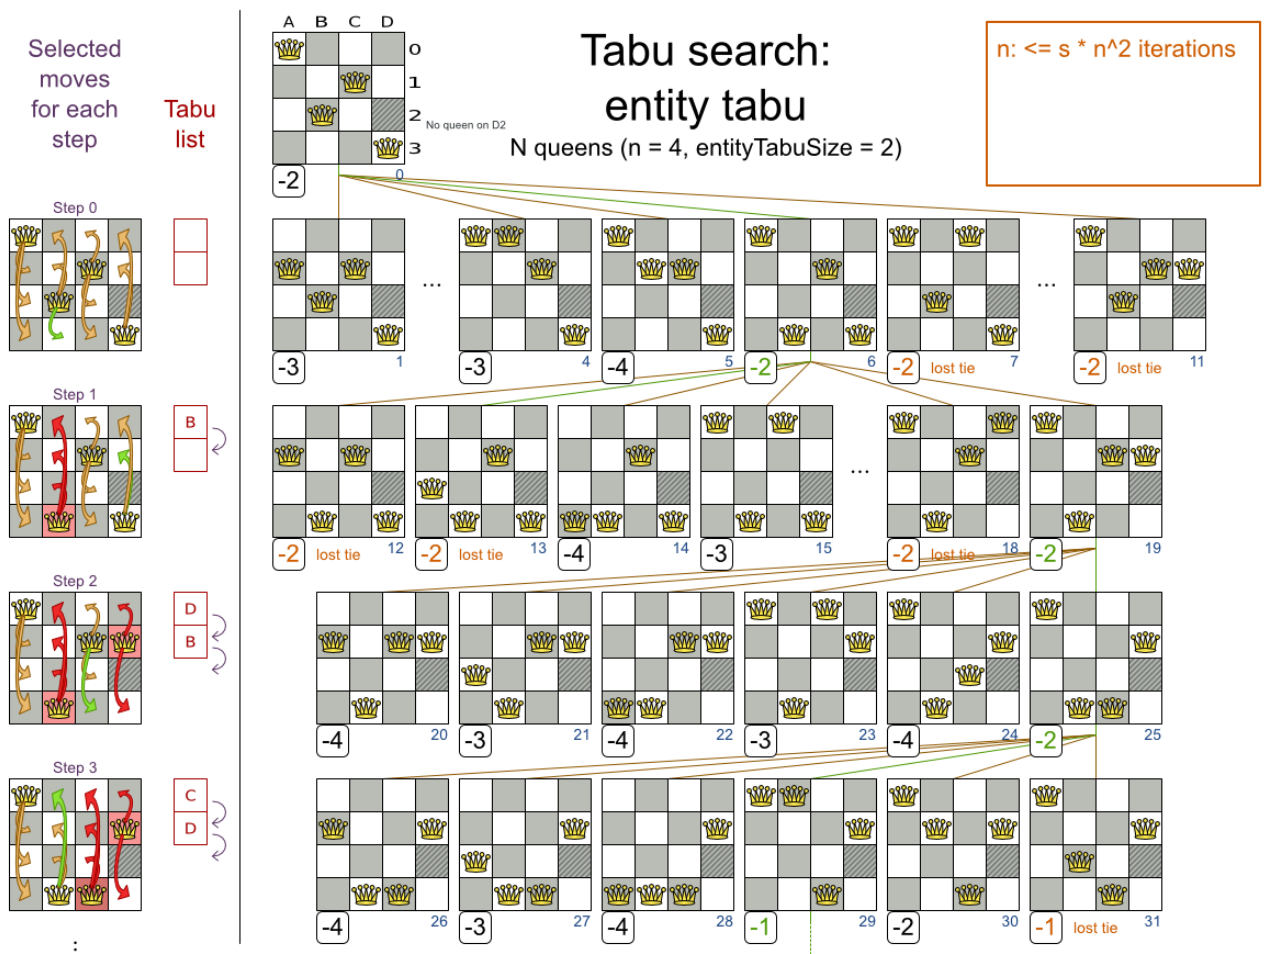 Selected
moves
for each
step
Tabu
list
A B C D
0
1
2
3
No queen on D2
Tabu search:
entity tabu
N queens (n = 4, entityTabuSize = 2)
n: <= s * n^2 iterations
-2 0
Step 0
... ...
-3 1
-3 4
-4 5
-2 6
-2 lost tie 7
-2 lost tie 11
Step 1
B
...
-2 lost tie 12
-2 lost tie 13
-4 14
-3 15
-2 lost tie 18
-2 19
Step 2
D
B
-4 20
-3 21
-4 22
-3 23
-4 24
-2 25
Step 3
C
D
-4 26
-3 27
-4 28
-1 29
-2 30
-1 lost tie 31
: